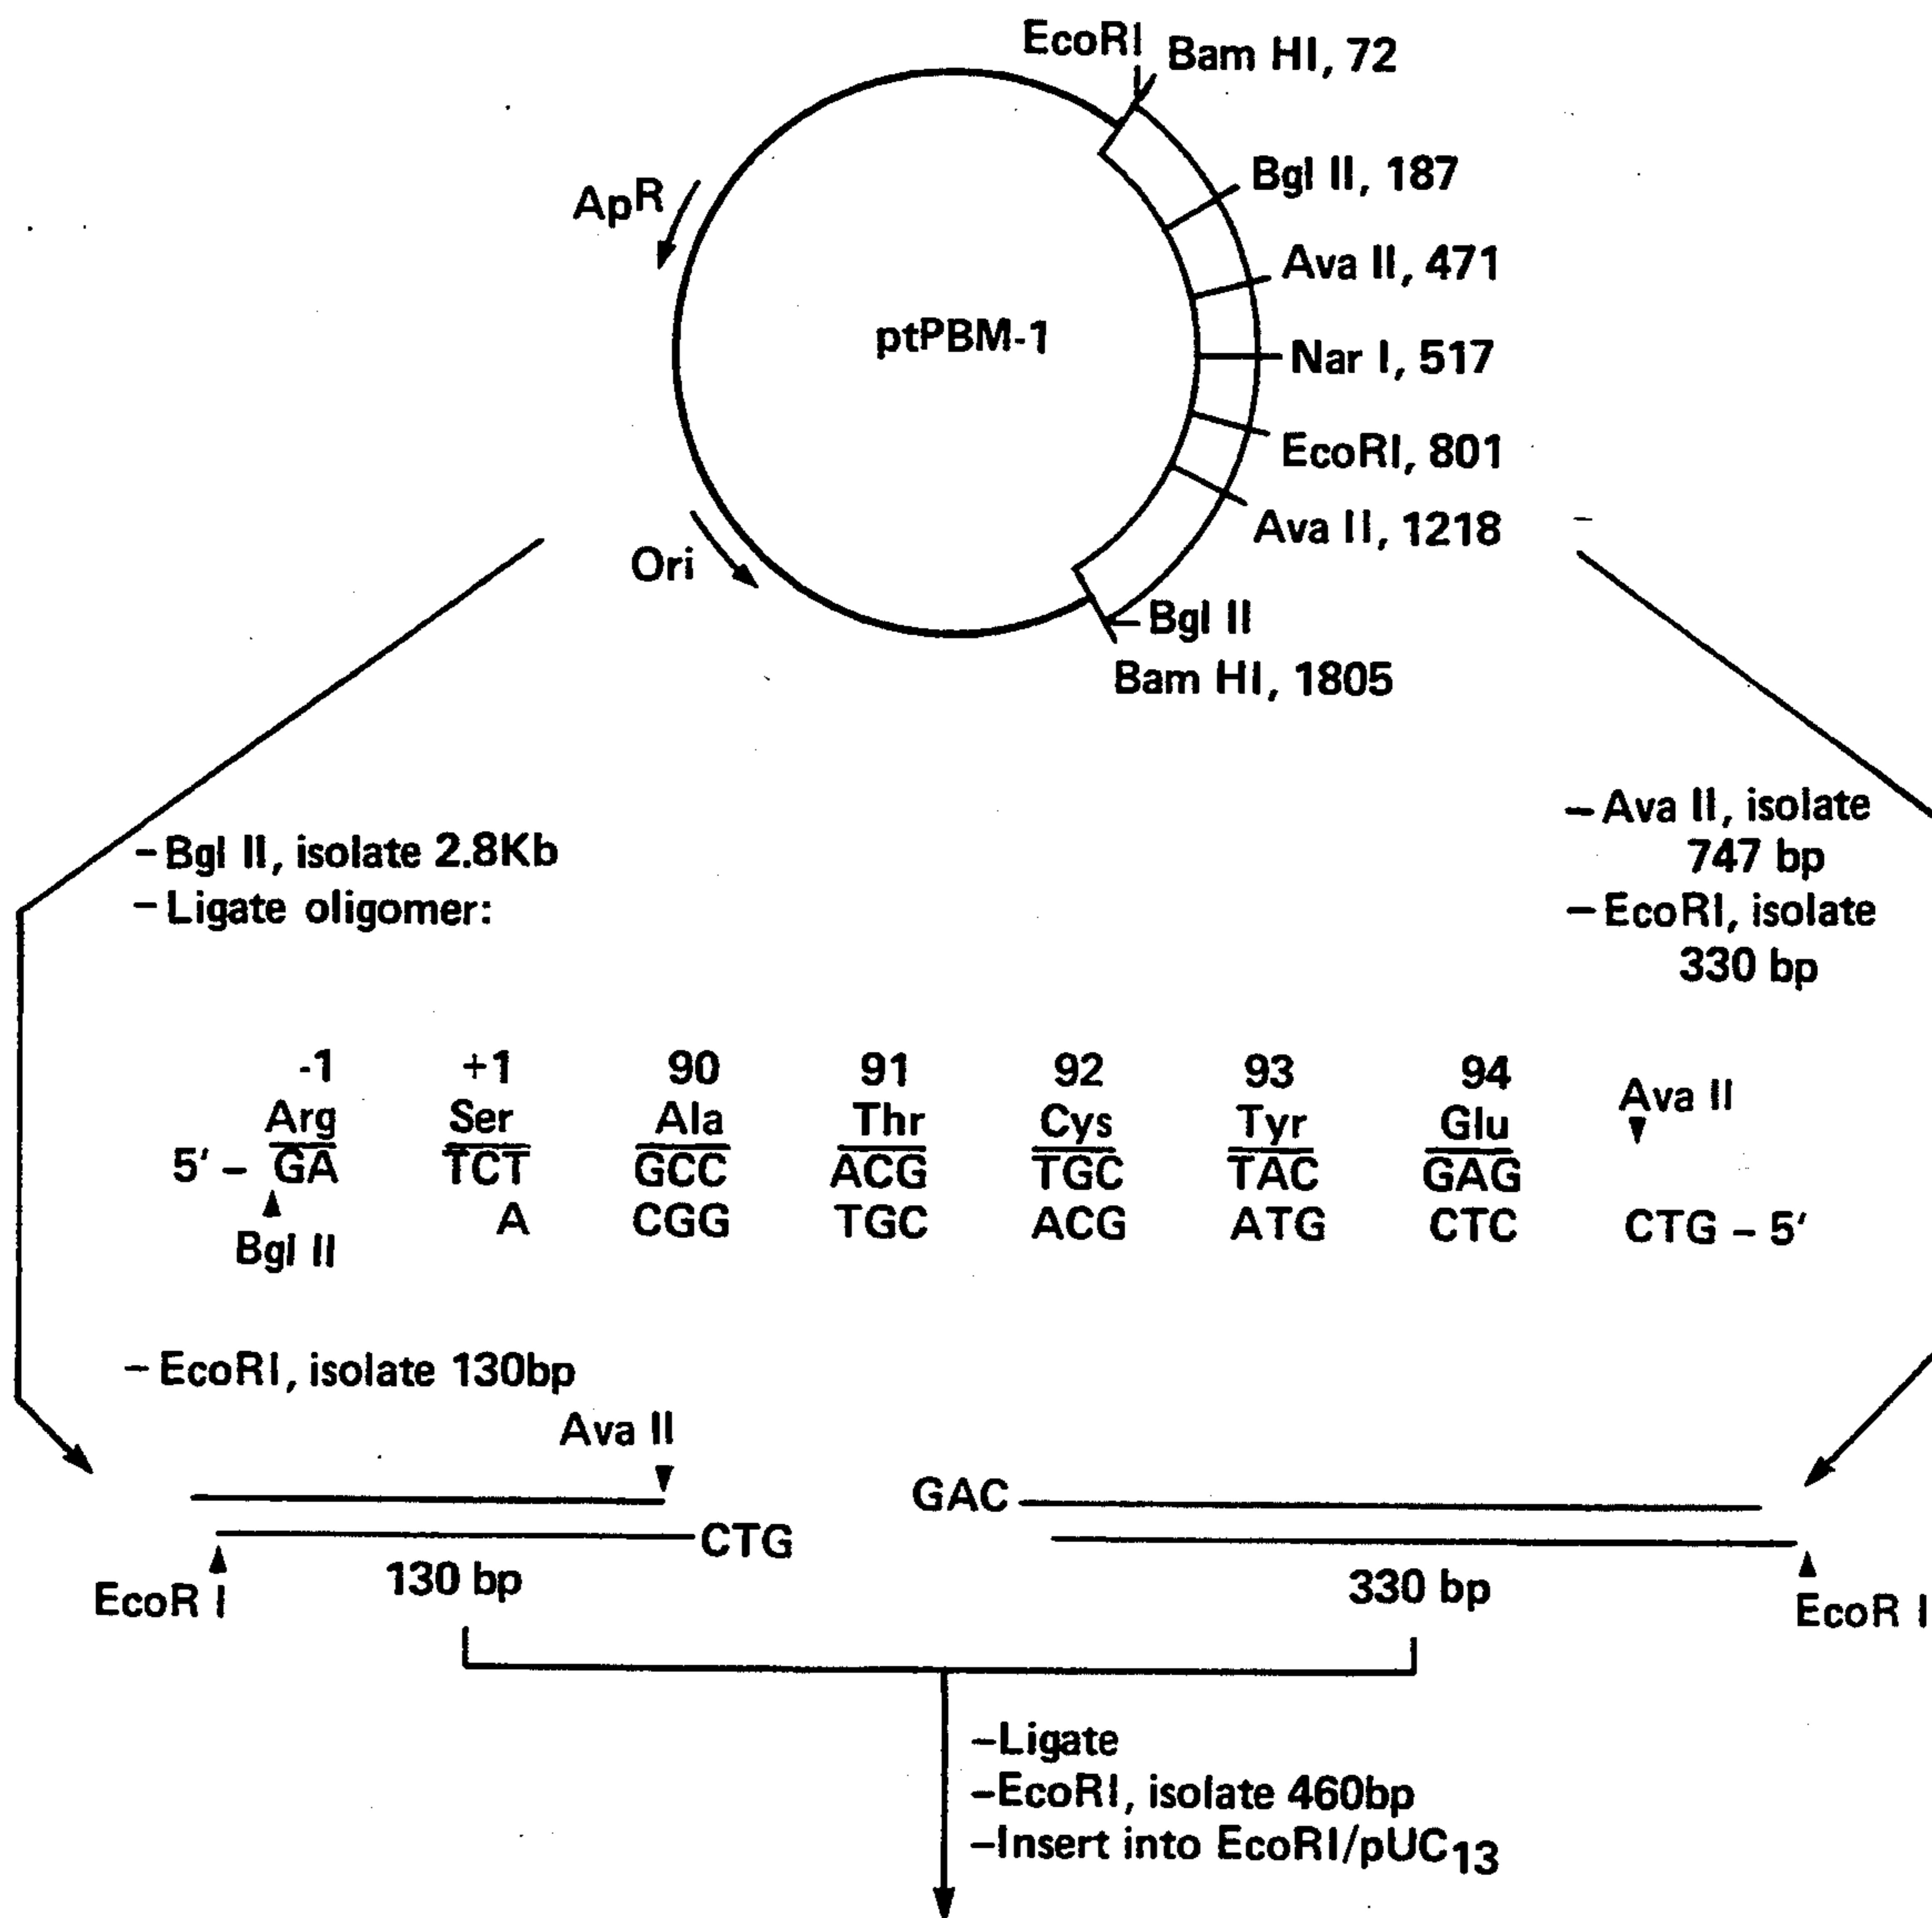 EcoRI
Bam HI, 72
Bgl II, 187
ApR
Ava II, 471
ptPBM-1
Nar I, 517
EcoRI, 801
Ava II, 1218
Ori
Bgl II
Bam HI, 1805
– Bgl II, isolate 2.8Kb
– Ligate oligomer:
– Ava II, isolate
747 bp
– EcoRI, isolate
330 bp
-1 +1 90 91 92 93 94
Arg Ser Ala Thr Cys Tyr Glu Ava II
5' – GA TCT GCC ACG TGC TAC GAG
A CGG TGC ACG ATG CTC CTG – 5'
Bgl II
– EcoRI, isolate 130bp
Ava II
GAC
CTG
130 bp
330 bp
EcoR I
EcoR I
–Ligate
–EcoRI, isolate 460bp
–Insert into EcoRI/pUC13